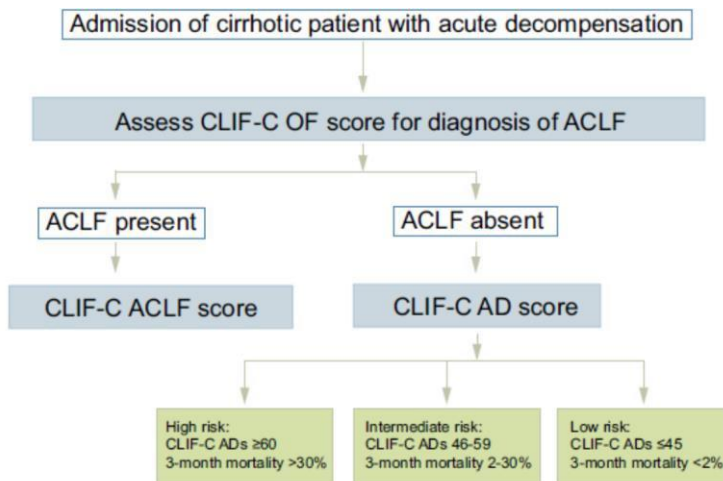 Admission of cirrhotic patient with acute decompensation
Assess CLIF-C OF score for diagnosis of ACLF
ACLF present
ACLF absent
CLIF-C ACLF score
CLIF-C AD score
High risk:
CLIF-C ADs ≥60
3-month mortality >30%
Intermediate risk:
CLIF-C ADs 46-59
3-month mortality 2-30%
Low risk:
CLIF-C ADs ≤45
3-month mortality <2%